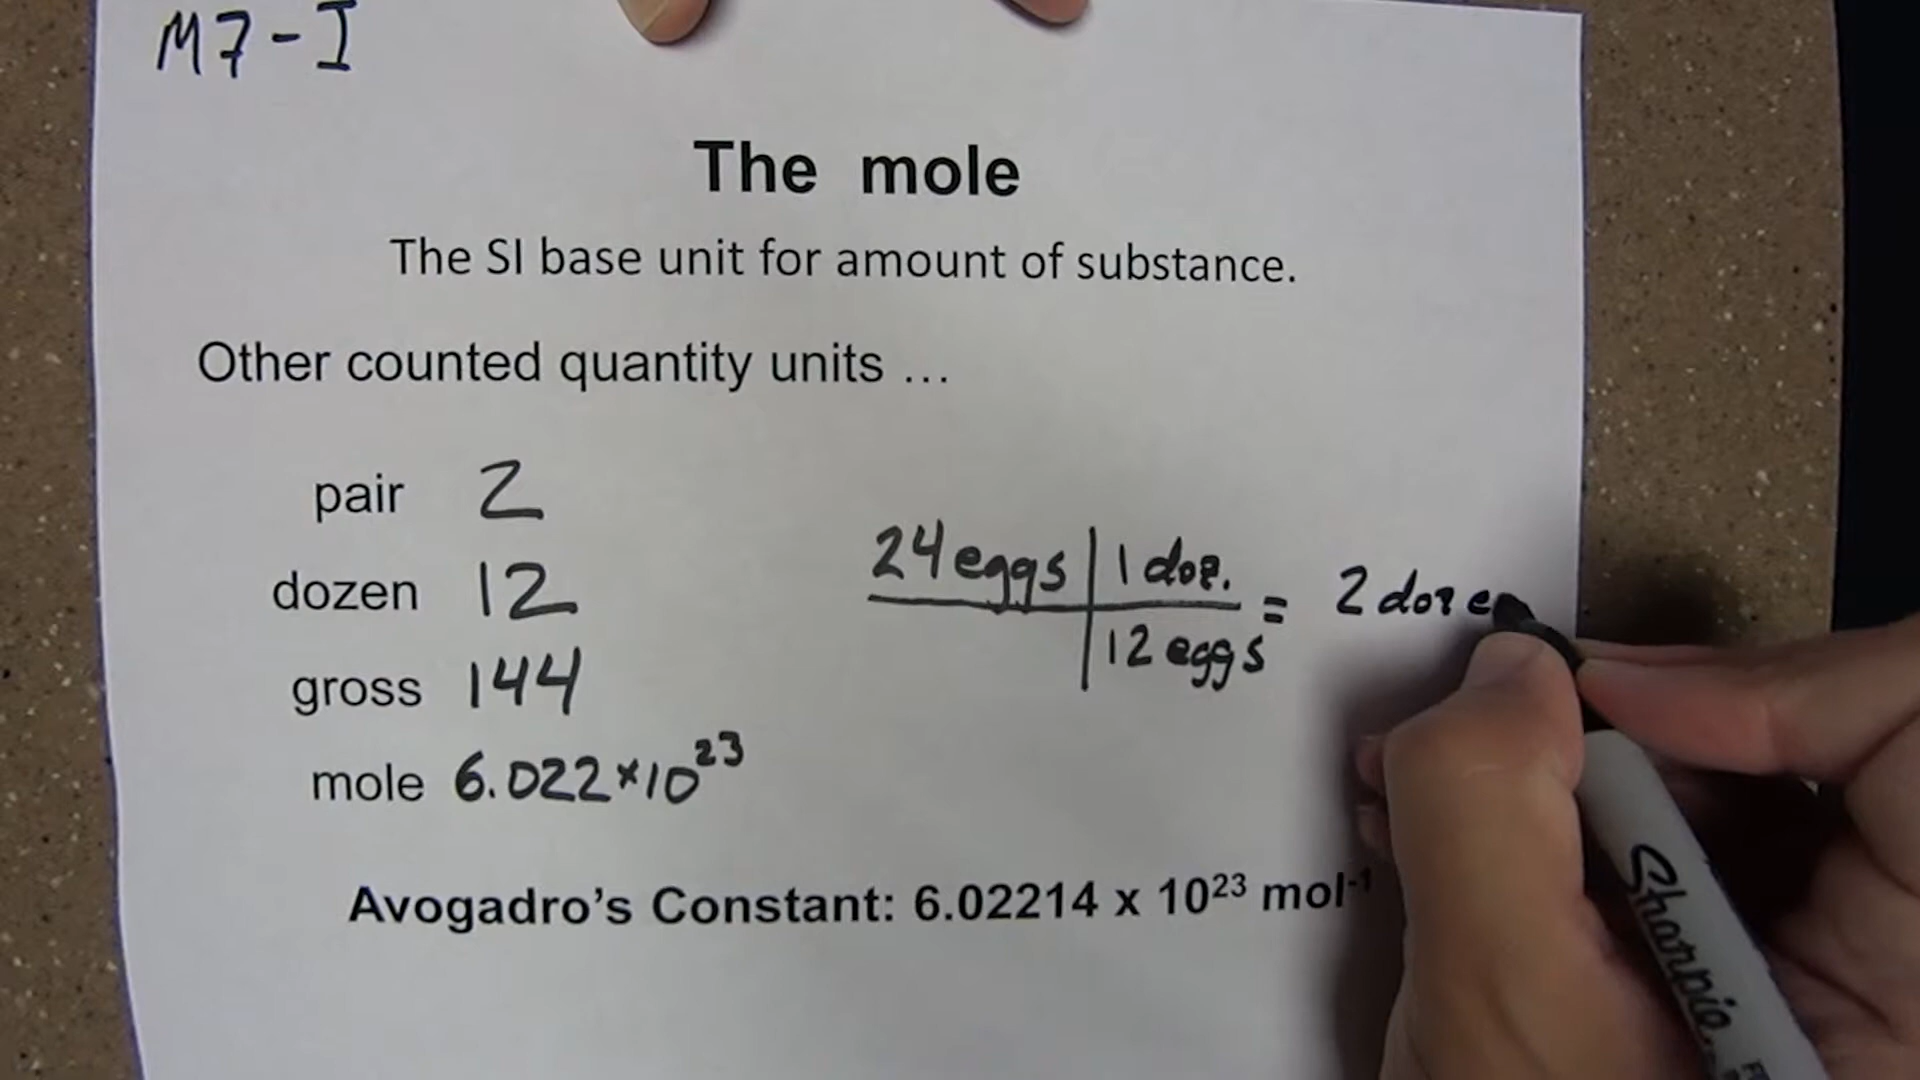 M7-I
The mole
The SI base unit for amount of substance.
Other counted quantity units ...
pair 2
dozen 12
gross 144
mole 6.022×10²³
24 eggs | 1 doz.
12 eggs
= 2 doze
Avogadro's Constant: 6.02214 x 10²³ mol⁻¹
Sharpie